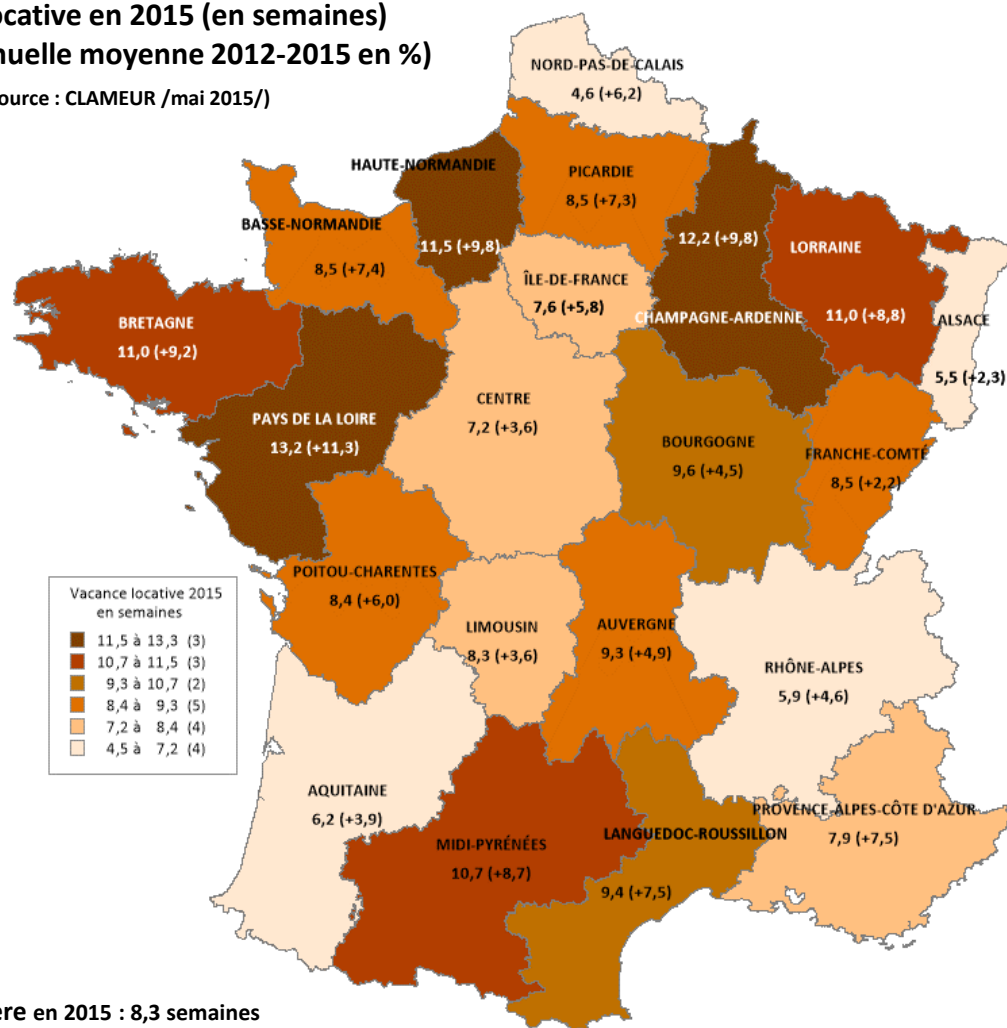 ocative en 2015 (en semaines)
nuelle moyenne 2012-2015 en %)
ource : CLAMEUR /mai 2015/)
NORD-PAS-DE-CALAIS
4,6 (+6,2)
HAUTE-NORMANDIE
11,5 (+9,8)
PICARDIE
8,5 (+7,3)
BASSE-NORMANDIE
8,5 (+7,4)
12,2 (+9,8)
CHAMPAGNE-ARDENNE
LORRAINE
11,0 (+8,8)
ÎLE-DE-FRANCE
7,6 (+5,8)
ALSACE
5,5 (+2,3)
BRETAGNE
11,0 (+9,2)
PAYS DE LA LOIRE
13,2 (+11,3)
CENTRE
7,2 (+3,6)
BOURGOGNE
9,6 (+4,5)
FRANCHE-COMTÉ
8,5 (+2,2)
POITOU-CHARENTES
8,4 (+6,0)
LIMOUSIN
8,3 (+3,6)
AUVERGNE
9,3 (+4,9)
RHÔNE-ALPES
5,9 (+4,6)
Vacance locative 2015
en semaines
11,5 à 13,3 (3)
10,7 à 11,5 (3)
9,3 à 10,7 (2)
8,4 à 9,3 (5)
7,2 à 8,4 (4)
4,5 à 7,2 (4)
AQUITAINE
6,2 (+3,9)
MIDI-PYRÉNÉES
10,7 (+8,7)
LANGUEDOC-ROUSSILLON
9,4 (+7,5)
PROVENCE-ALPES-CÔTE D'AZUR
7,9 (+7,5)
ere en 2015 : 8,3 semaines